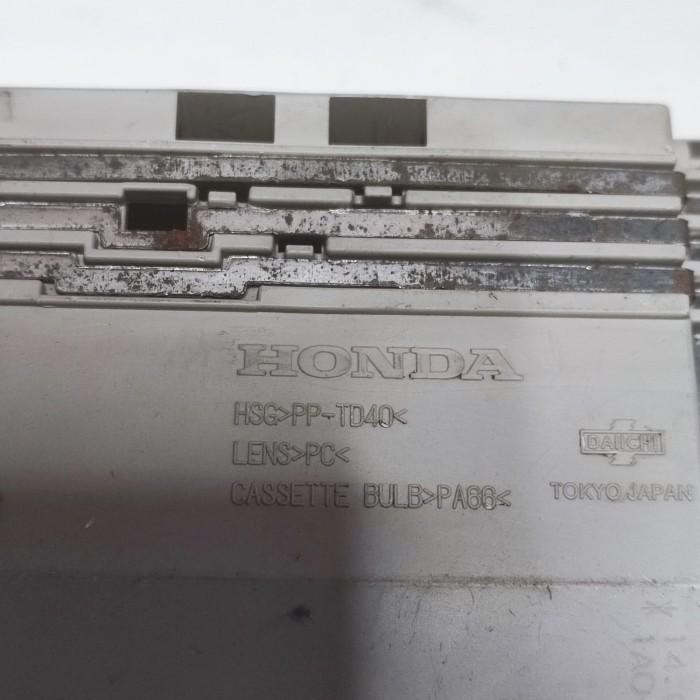 HONDA
HSG>PP-TD40<
LENS>PC<
CASSETTE BULB>PA66<
DAIICHI
TOKYO JAPAN